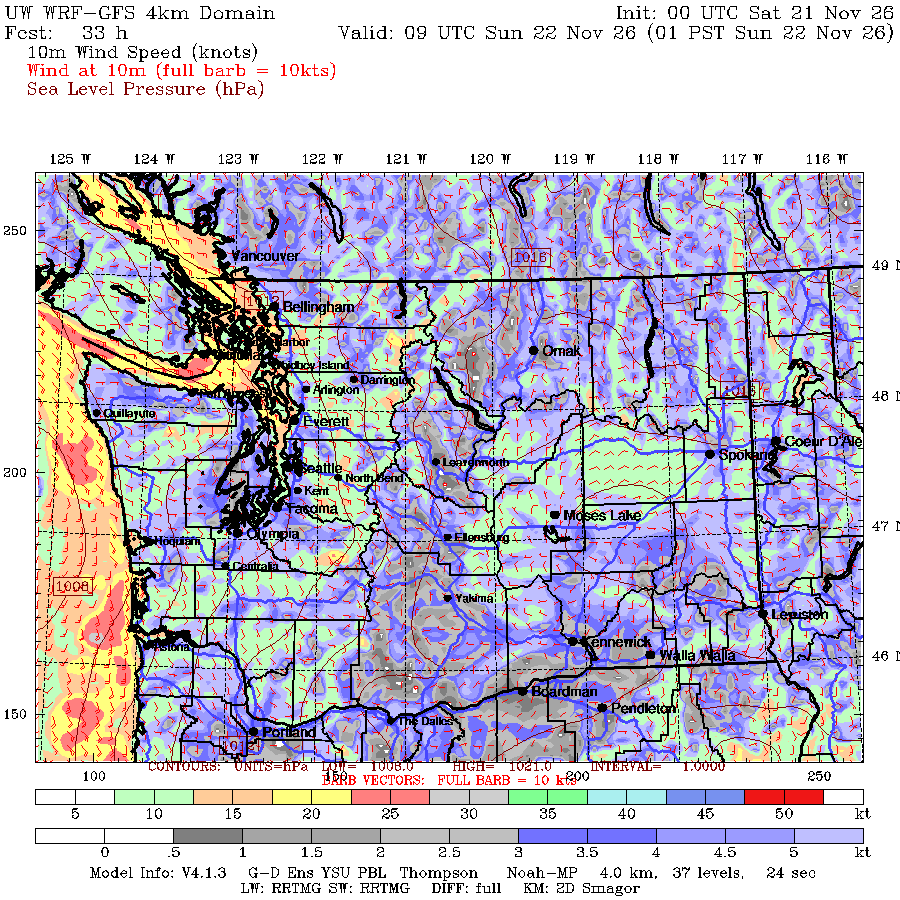 UW WRF-GFS 4km Domain Init: 00 UTC Sat 21 Nov 26
Fcst: 33 h Valid: 09 UTC Sun 22 Nov 26 (01 PST Sun 22 Nov 26)
10m Wind Speed (knots)
Wind at 10m (full barb = 10kts)
Sea Level Pressure (hPa)
125 W 124 W 123 W 122 W 121 W 120 W 119 W 118 W 117 W 116 W
250
Vancouver
1016
49 N
Bellingham
Omak
Darrington
Arlington
1015
48 N
Quillayute
Everett
Coeur D'Ale
Spokane
200
Seattle
Leavenworth
North Bend
Kent
Tacoma
Moses Lake
47 N
Olympia
Ellensburg
Hoquiam
Centralia
1008
Yakima
Lewiston
Astoria
Kennewick
Walla Walla
46 N
Boardman
150
The Dalles
Pendleton
Portland
CONTOURS: UNITS=hPa LOW= 1008.0 HIGH= 1021.0 INTERVAL= 1.0000
100 150 200 250
BARB VECTORS: FULL BARB = 10 kts
5 10 15 20 25 30 35 40 45 50 kt
0 .5 1 1.5 2 2.5 3 3.5 4 4.5 5 kt
Model Info: V4.1.3 G-D Ens YSU PBL Thompson Noah-MP 4.0 km, 37 levels, 24 sec
LW: RRTMG SW: RRTMG DIFF: full KM: 2D Smagor